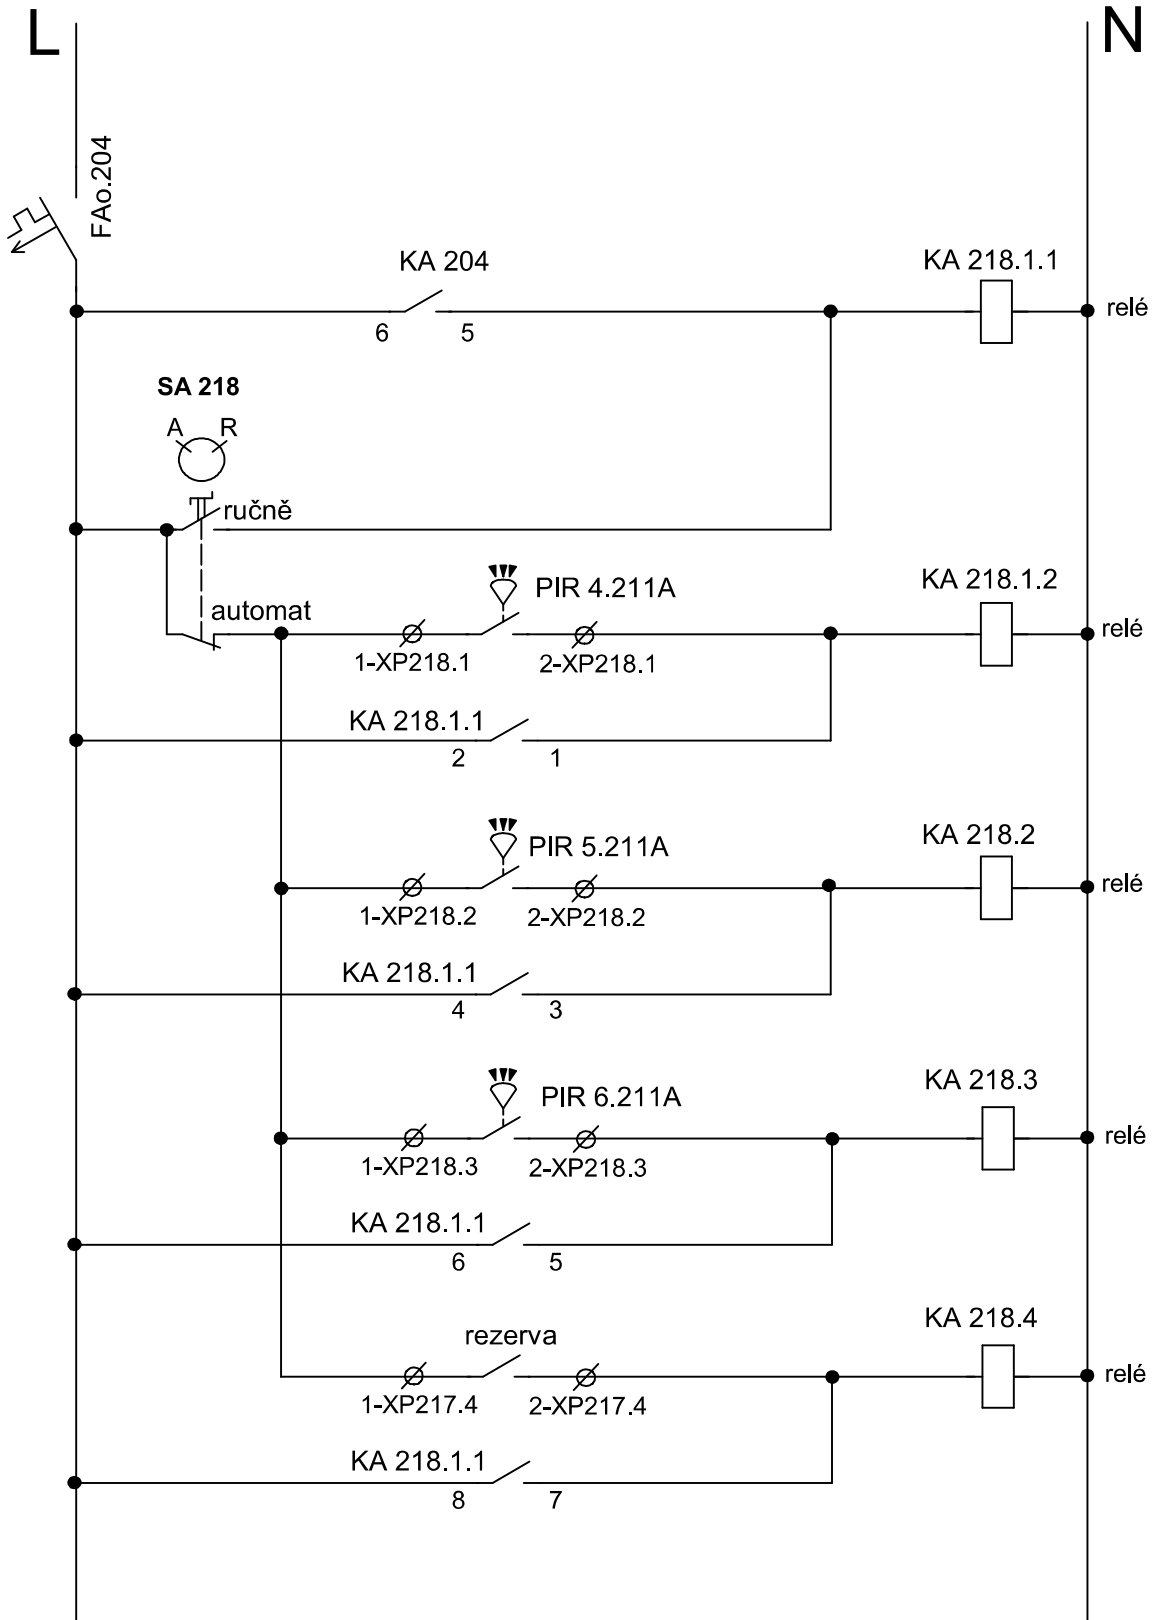 L
N
FAo.204
KA 204
KA 218.1.1
6
5
relé
SA 218
A
R
ručně
automat
PIR 4.211A
KA 218.1.2
1-XP218.1
2-XP218.1
relé
KA 218.1.1
2
1
PIR 5.211A
KA 218.2
1-XP218.2
2-XP218.2
relé
KA 218.1.1
4
3
PIR 6.211A
KA 218.3
1-XP218.3
2-XP218.3
relé
KA 218.1.1
6
5
rezerva
KA 218.4
1-XP217.4
2-XP217.4
relé
KA 218.1.1
8
7